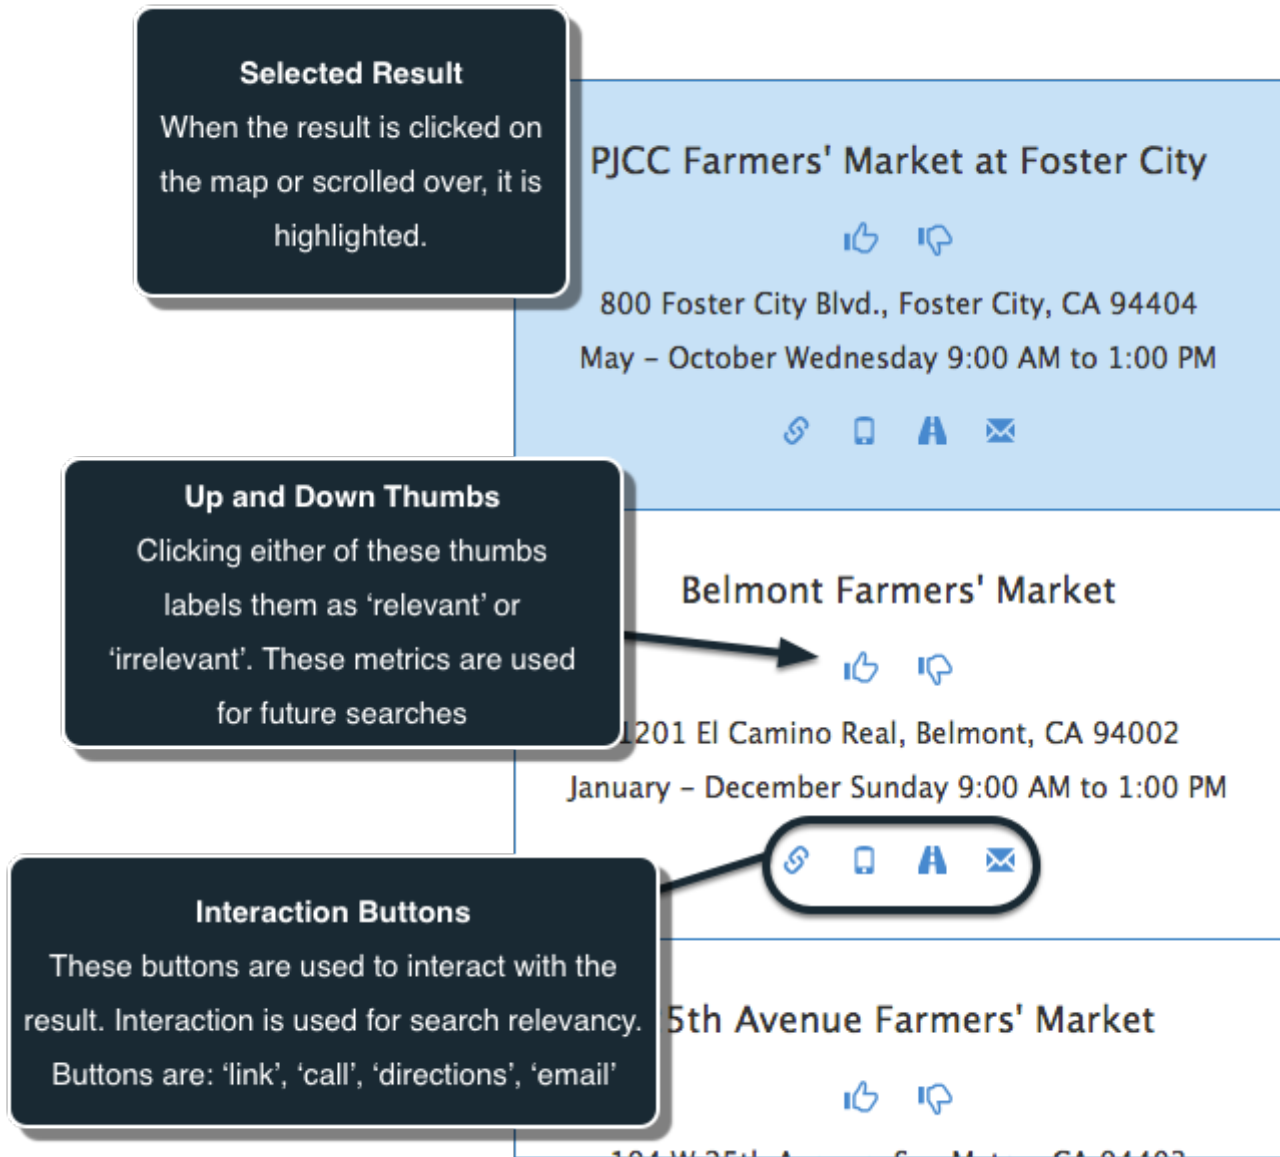 Selected Result
When the result is clicked on
the map or scrolled over, it is
highlighted.
PJCC Farmers' Market at Foster City
800 Foster City Blvd., Foster City, CA 94404
May – October Wednesday 9:00 AM to 1:00 PM
Up and Down Thumbs
Clicking either of these thumbs
labels them as ‘relevant’ or
‘irrelevant’. These metrics are used
for future searches
Belmont Farmers' Market
1201 El Camino Real, Belmont, CA 94002
January – December Sunday 9:00 AM to 1:00 PM
Interaction Buttons
These buttons are used to interact with the
result. Interaction is used for search relevancy.
Buttons are: ‘link’, ‘call’, ‘directions’, ‘email’
5th Avenue Farmers' Market